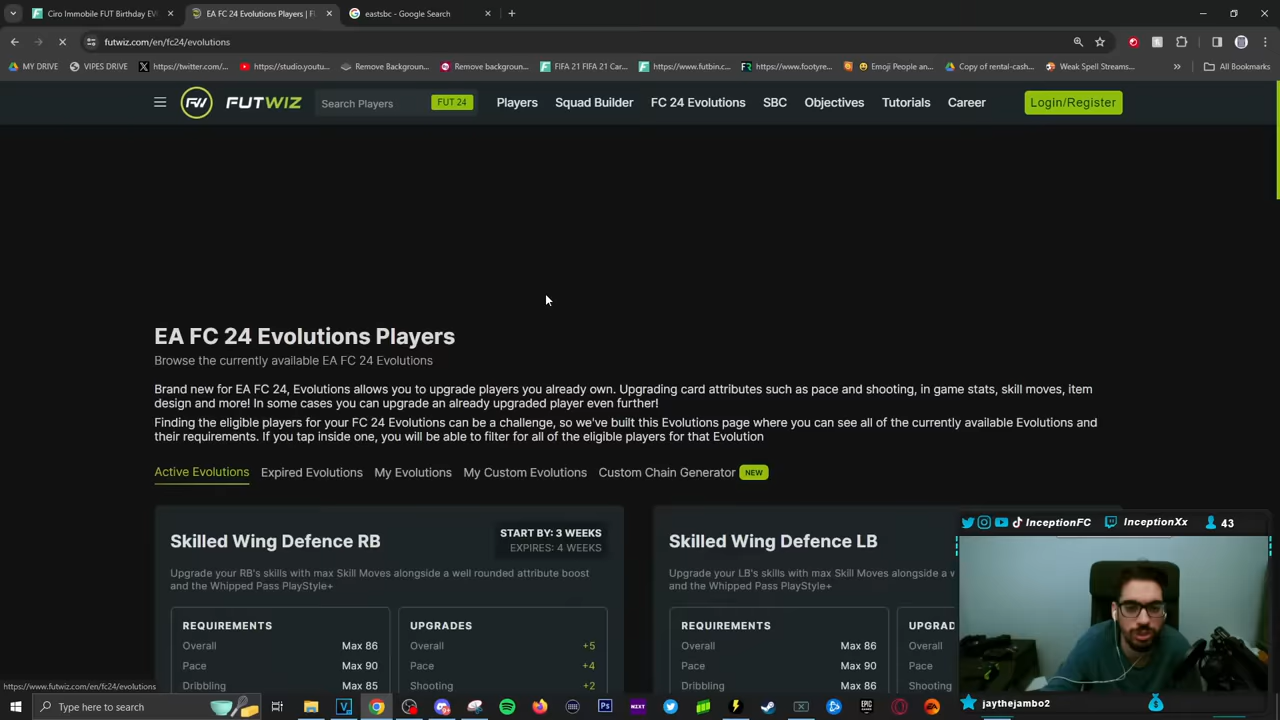 Ciro Immobile FUT Birthday EV
EA FC 24 Evolutions Players | F
eastsbc - Google Search
futwiz.com/en/fc24/evolutions
MY DRIVE
VIPES DRIVE
https://twitter.com/...
https://studio.youtu...
Remove Backgroun...
Remove backgroun...
FIFA 21 FIFA 21 Car...
https://www.futbin.c...
https://www.footyre...
Emoji People an...
Copy of rental-cash...
Weak Spell Streams...
»
All Bookmarks
FW FUTWIZ
Search Players
FUT 24
Players
Squad Builder
FC 24 Evolutions
SBC
Objectives
Tutorials
Career
Login/Register
EA FC 24 Evolutions Players
Browse the currently available EA FC 24 Evolutions
Brand new for EA FC 24, Evolutions allows you to upgrade players you already own. Upgrading card attributes such as pace and shooting, in game stats, skill moves, item
design and more! In some cases you can upgrade an already upgraded player even further!
Finding the eligible players for your FC 24 Evolutions can be a challenge, so we've built this Evolutions page where you can see all of the currently available Evolutions and
their requirements. If you tap inside one, you will be able to filter for all of the eligible players for that Evolution
Active Evolutions
Expired Evolutions
My Evolutions
My Custom Evolutions
Custom Chain Generator
NEW
Skilled Wing Defence RB
START BY: 3 WEEKS
EXPIRES: 4 WEEKS
Upgrade your RB's skills with max Skill Moves alongside a well rounded attribute boost
and the Whipped Pass PlayStyle+
REQUIREMENTS
Overall Max 86
Pace Max 90
Dribbling Max 85
UPGRADES
Overall +5
Pace +4
Shooting +2
Skilled Wing Defence LB
Upgrade your LB's skills with max Skill Moves alongside a w
and the Whipped Pass PlayStyle+
REQUIREMENTS
Overall Max 86
Pace Max 90
Dribbling Max 86
UPGRAD
Overall
Pace
Shooting
InceptionFC
InceptionXx
43
jaythejambo2
https://www.futwiz.com/en/fc24/evolutions
Type here to search
NZXT
EPIC
EA